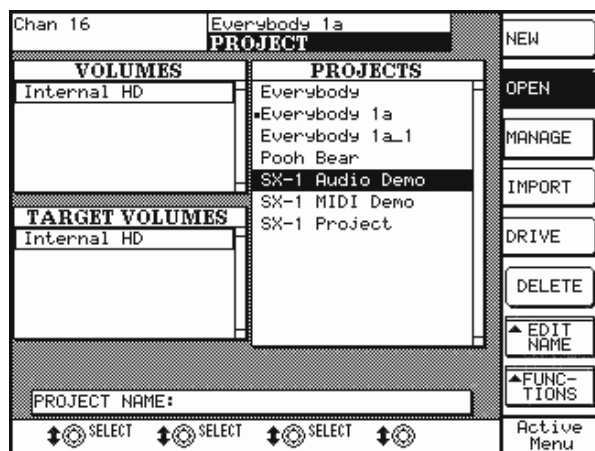 Chan 16
Everybody 1a
PROJECT
VOLUMES
Internal HD
TARGET VOLUMES
Internal HD
PROJECTS
Everybody
Everybody 1a
Everybody 1a_1
Pooh Bear
SX-1 Audio Demo
SX-1 MIDI Demo
SX-1 Project
PROJECT NAME:
SELECT
SELECT
SELECT
NEW
OPEN
MANAGE
IMPORT
DRIVE
DELETE
EDIT
NAME
FUNC-
TIONS
Active
Menu